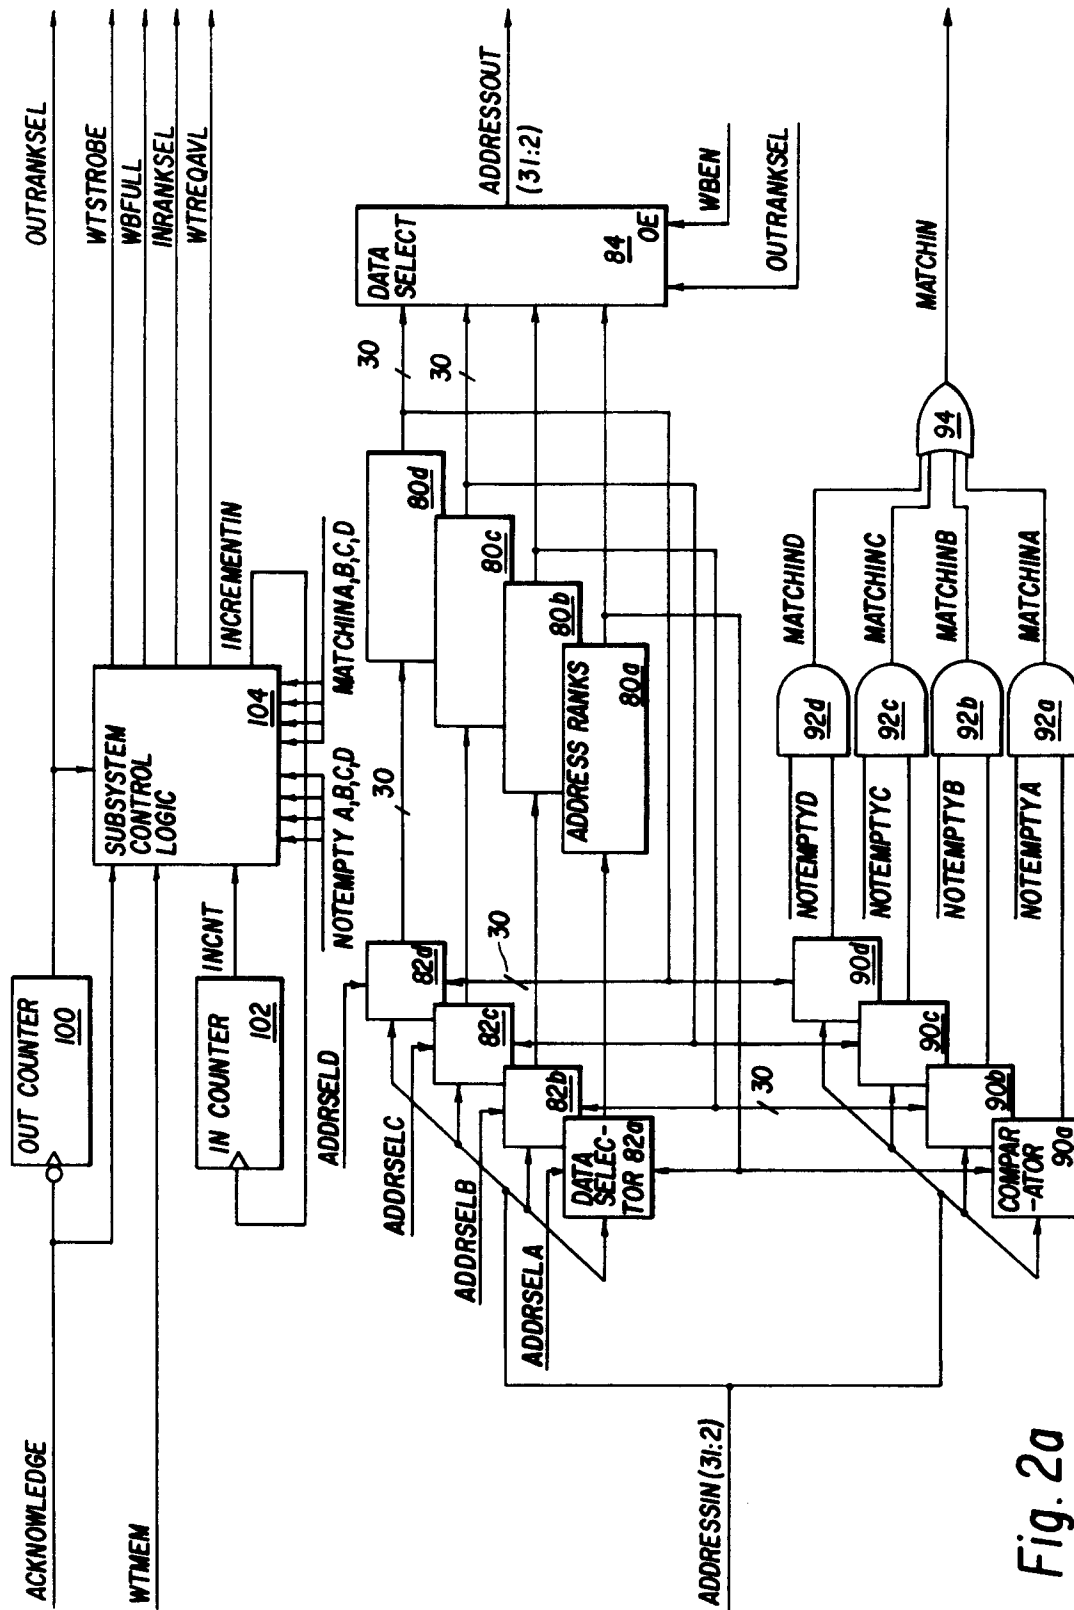 ACKNOWLEDGE
WTMEM
OUT COUNTER
100
IN COUNTER
102
INCNT
SUBSYSTEM
CONTROL
LOGIC
104
NOTEMPTY A,B,C,D
MATCHINA,B,C,D
INCREMENTIN
OUTRANKSEL
WTSTROBE
WBFULL
INRANKSEL
WTREQAVL
ADDRSELD
ADDRSELC
ADDRSELB
ADDRSELA
82d
82c
82b
DATA
SELEC-
TOR 82a
30
30
80d
80c
80b
ADDRESS RANKS
80a
30
30
DATA
SELECT
84
OE
ADDRESSOUT
(31:2)
WBEN
OUTRANKSEL
ADDRESSIN(31:2)
30
90d
90c
90b
COMPAR
-ATOR
90a
NOTEMPTYD
NOTEMPTYC
NOTEMPTYB
NOTEMPTYA
92d
92c
92b
92a
MATCHIND
MATCHINC
MATCHINB
MATCHINA
94
MATCHIN
Fig. 2a